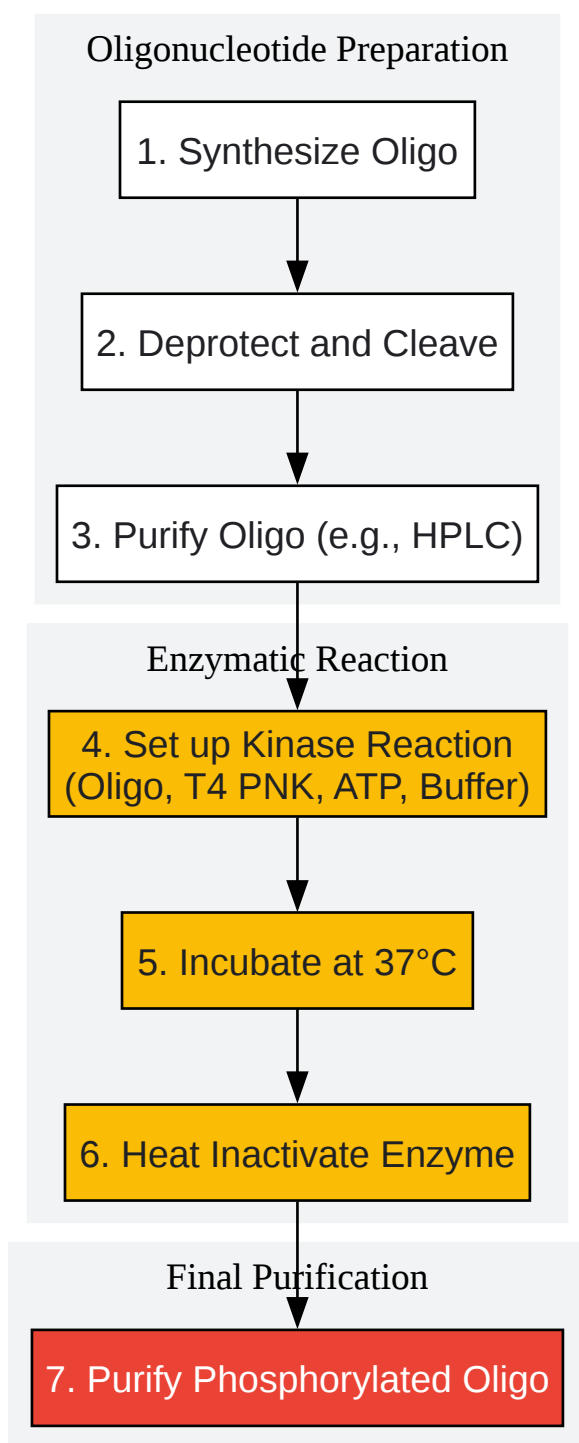 Oligonucleotide Preparation
1. Synthesize Oligo
2. Deprotect and Cleave
3. Purify Oligo (e.g., HPLC)
Enzymatic Reaction
4. Set up Kinase Reaction
(Oligo, T4 PNK, ATP, Buffer)
5. Incubate at 37°C
6. Heat Inactivate Enzyme
Final Purification
7. Purify Phosphorylated Oligo